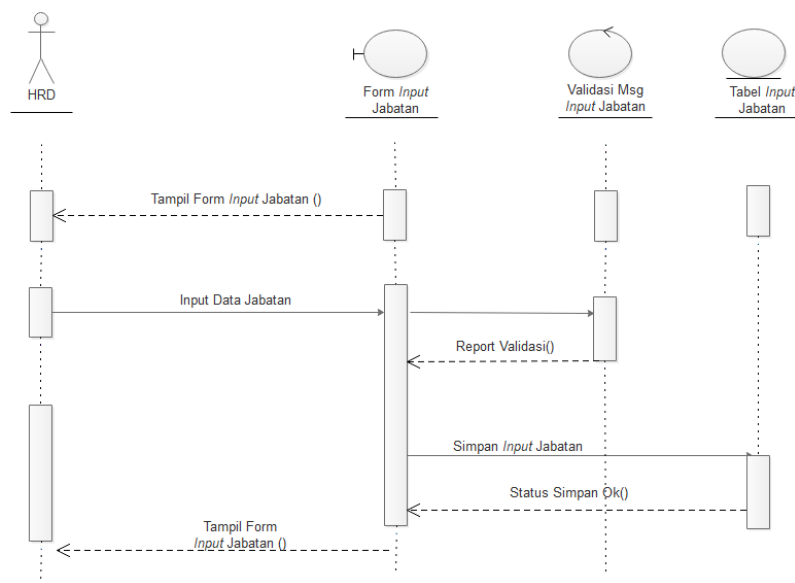 HRD
Form Input
Jabatan
Validasi Msg
Input Jabatan
Tabel Input
Jabatan
Tampil Form Input Jabatan ()
Input Data Jabatan
Report Validasi()
Simpan Input Jabatan
Status Simpan Ok()
Tampil Form
Input Jabatan ()